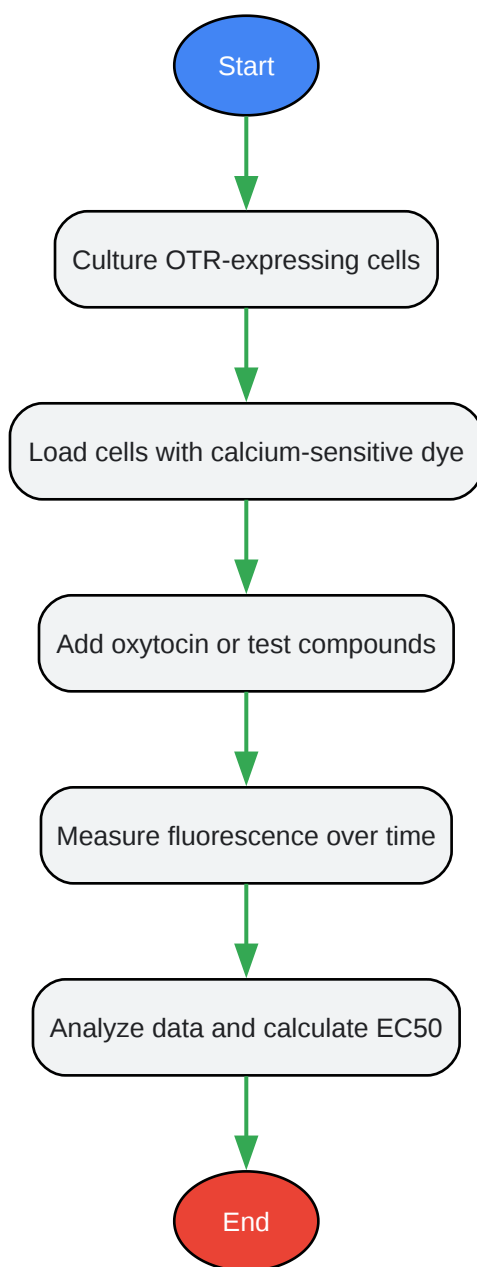 Start
Culture OTR-expressing cells
Load cells with calcium-sensitive dye
Add oxytocin or test compounds
Measure fluorescence over time
Analyze data and calculate EC50
End